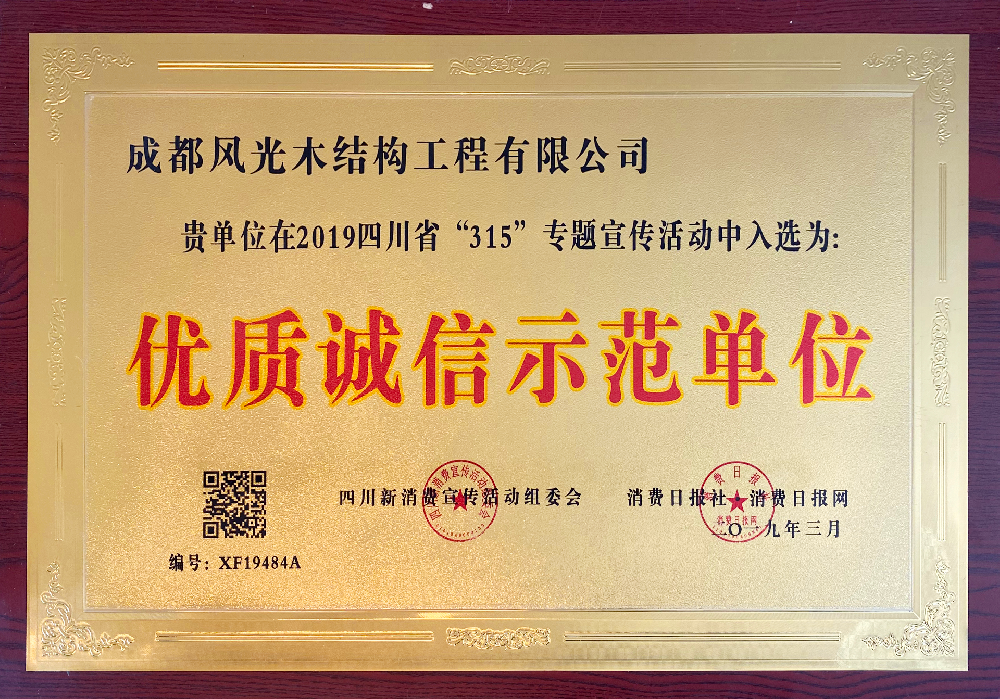 成都风光木结构工程有限公司
贵单位在2019四川省“315”专题宣传活动中入选为:
优质诚信示范单位
四川新消费宣传活动组委会
消费日报社 消费日报网
二〇一九年三月
编号: XF19484A